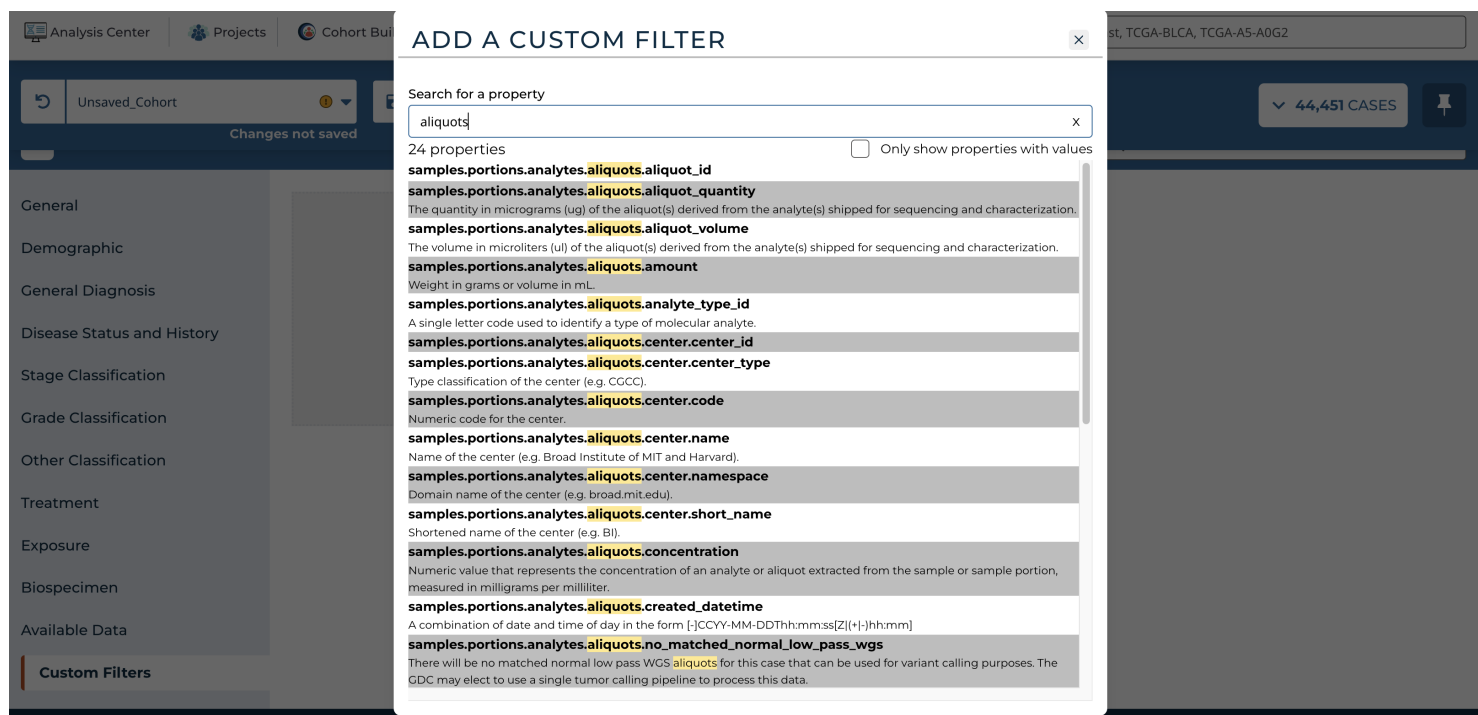 Analysis Center
Projects
Cohort Buil
ADD A CUSTOM FILTER
st, TCGA-BLCA, TCGA-A5-A0G2
Unsaved_Cohort
Changes not saved
44,451 CASES
Search for a property
aliquots
x
24 properties
Only show properties with values
General
Demographic
General Diagnosis
Disease Status and History
Stage Classification
Grade Classification
Other Classification
Treatment
Exposure
Biospecimen
Available Data
Custom Filters
samples.portions.analytes.aliquots.aliquot_id
samples.portions.analytes.aliquots.aliquot_quantity
The quantity in micrograms (ug) of the aliquot(s) derived from the analyte(s) shipped for sequencing and characterization.
samples.portions.analytes.aliquots.aliquot_volume
The volume in microliters (ul) of the aliquot(s) derived from the analyte(s) shipped for sequencing and characterization.
samples.portions.analytes.aliquots.amount
Weight in grams or volume in mL.
samples.portions.analytes.aliquots.analyte_type_id
A single letter code used to identify a type of molecular analyte.
samples.portions.analytes.aliquots.center.center_id
samples.portions.analytes.aliquots.center.center_type
Type classification of the center (e.g. CGCC).
samples.portions.analytes.aliquots.center.code
Numeric code for the center.
samples.portions.analytes.aliquots.center.name
Name of the center (e.g. Broad Institute of MIT and Harvard).
samples.portions.analytes.aliquots.center.namespace
Domain name of the center (e.g. broad.mit.edu).
samples.portions.analytes.aliquots.center.short_name
Shortened name of the center (e.g. BI).
samples.portions.analytes.aliquots.concentration
Numeric value that represents the concentration of an analyte or aliquot extracted from the sample or sample portion,
measured in milligrams per milliliter.
samples.portions.analytes.aliquots.created_datetime
A combination of date and time of day in the form [-]CCYY-MM-DDThh:mm:ss[Z|(+|-)hh:mm]
samples.portions.analytes.aliquots.no_matched_normal_low_pass_wgs
There will be no matched normal low pass WGS aliquots for this case that can be used for variant calling purposes. The
GDC may elect to use a single tumor calling pipeline to process this data.